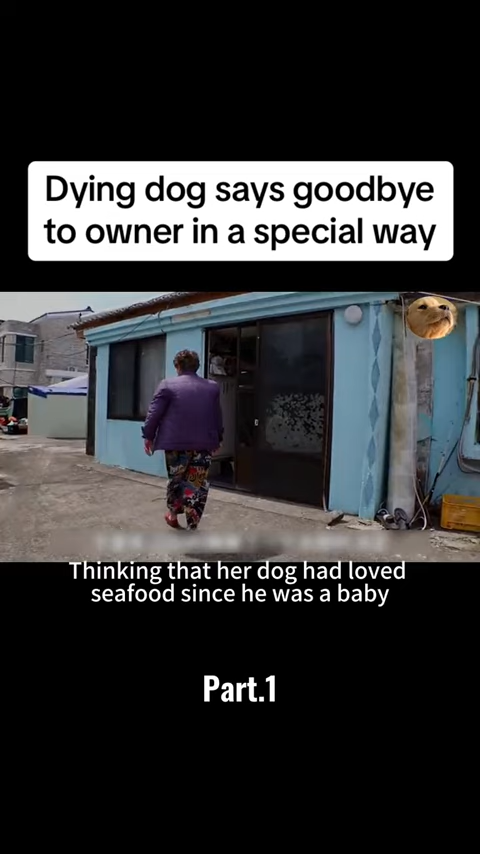 Dying dog says goodbye
to owner in a special way
Thinking that her dog had loved
seafood since he was a baby
Part.1